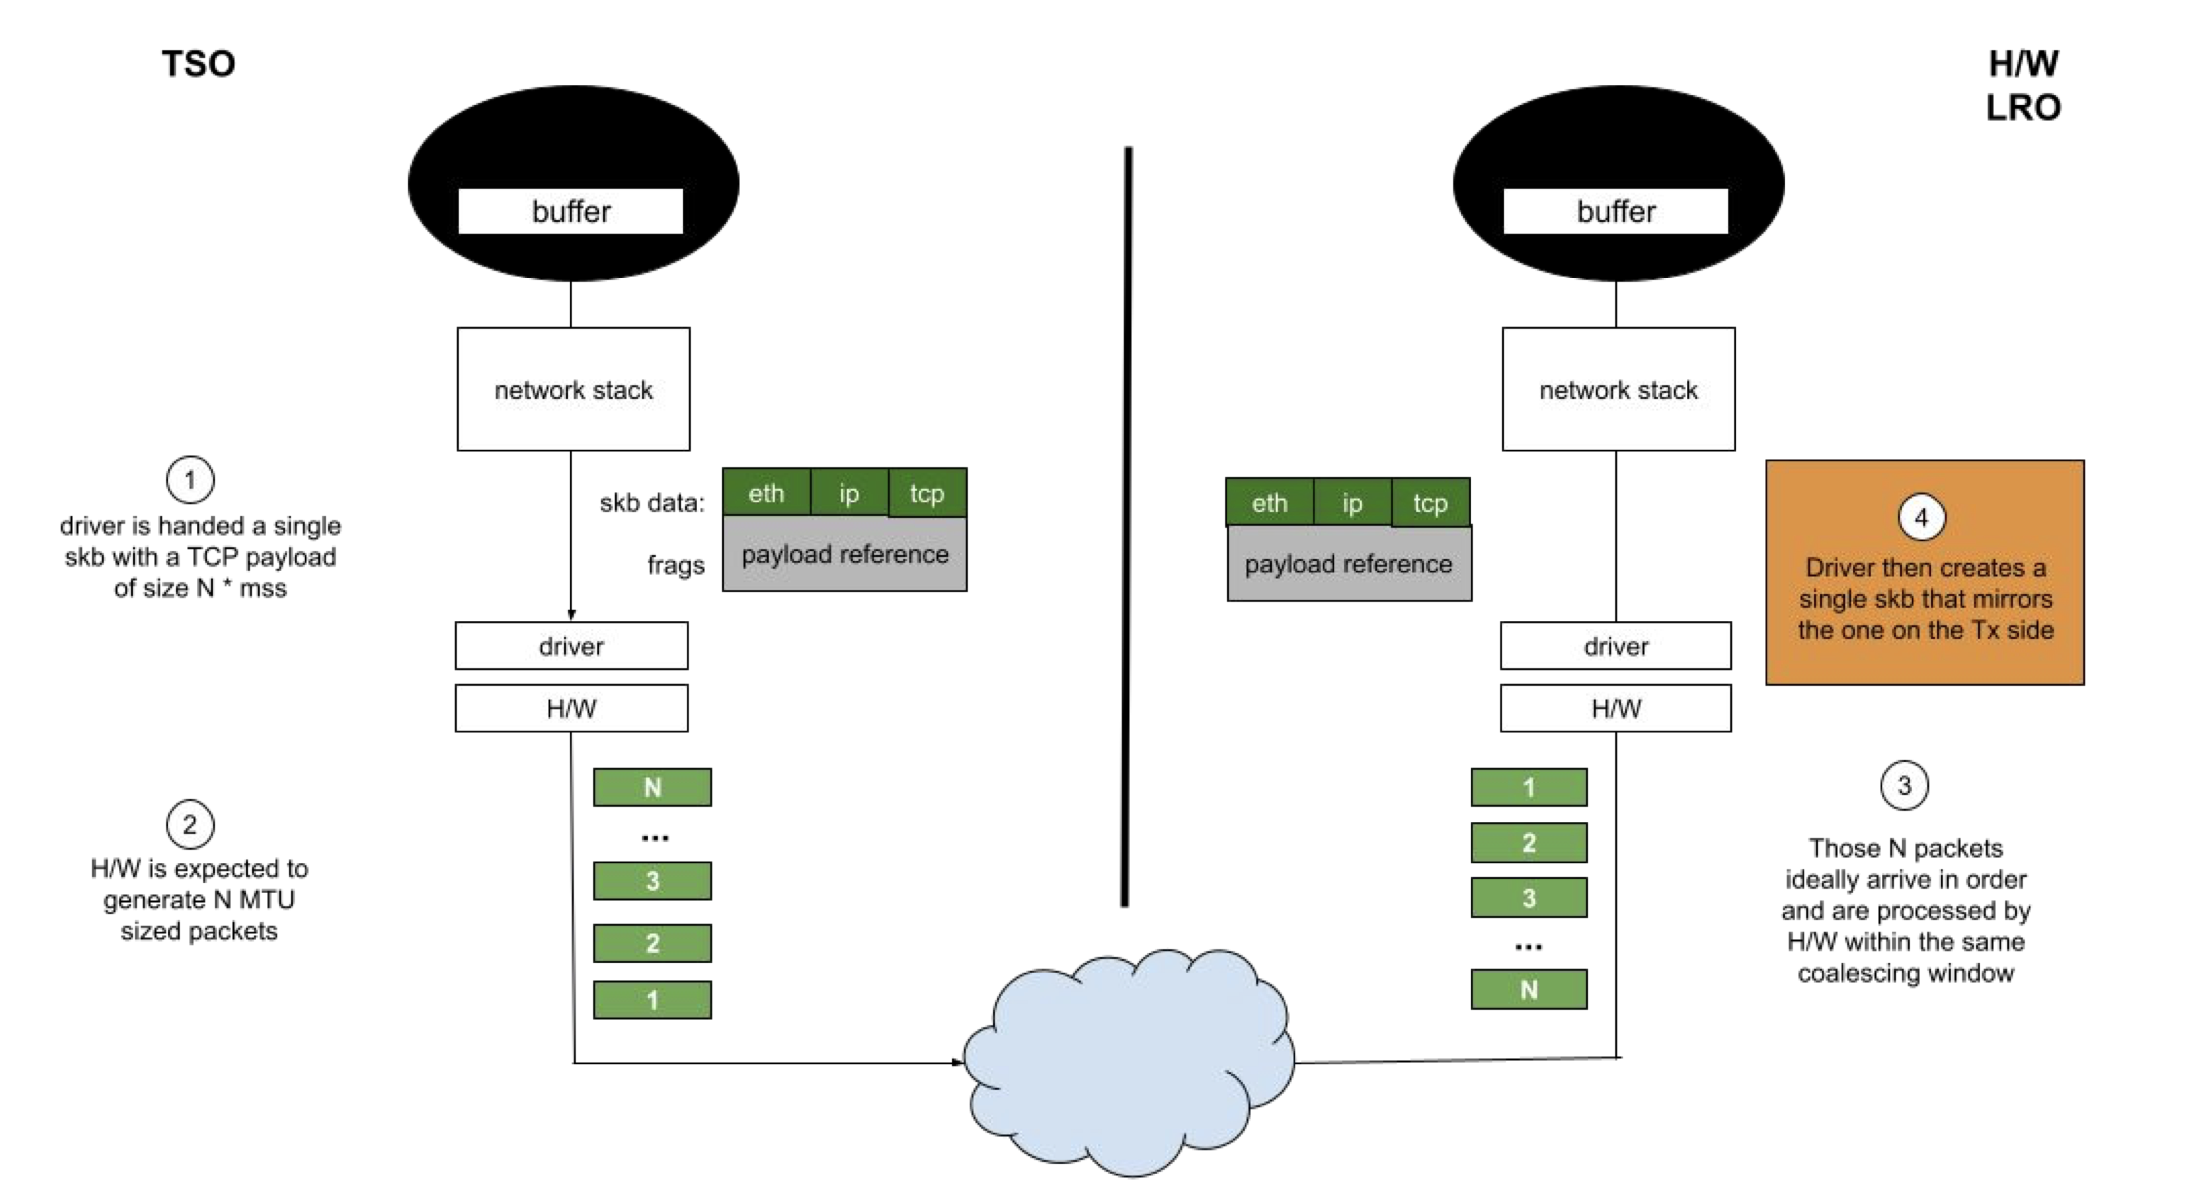 TSO
buffer
network stack
1
driver is handed a single
skb with a TCP payload
of size N * mss
skb data:
eth ip tcp
frags
payload reference
driver
H/W
2
H/W is expected to
generate N MTU
sized packets
N
...
3
2
1
H/W
LRO
buffer
network stack
eth ip tcp
payload reference
4
Driver then creates a
single skb that mirrors
the one on the Tx side
driver
H/W
1
2
3
...
N
3
Those N packets
ideally arrive in order
and are processed by
H/W within the same
coalescing window